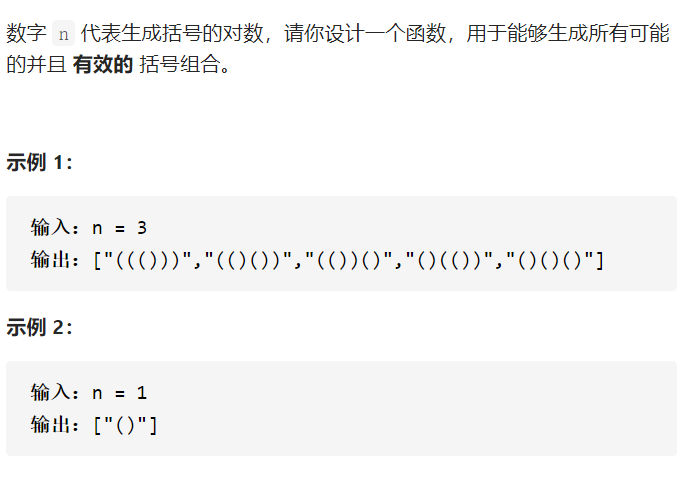 数字 n 代表生成括号的对数，请你设计一个函数，用于能够生成所有可能
的并且 有效的 括号组合。
示例 1：
输入：n = 3
输出：["((()))","(()())","(())()","()(())","()()()"]
示例 2：
输入：n = 1
输出：["()"]